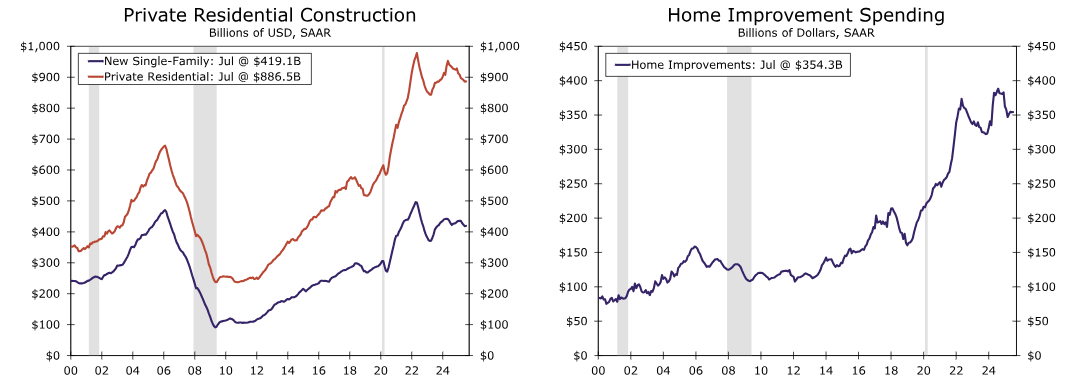 Private Residential Construction
Billions of USD, SAAR
New Single-Family: Jul @ $419.1B
Private Residential: Jul @ $886.5B
$1,000 $1,000
$900 $900
$800 $800
$700 $700
$600 $600
$500 $500
$400 $400
$300 $300
$200 $200
$100 $100
$0 $0
00 02 04 06 08 10 12 14 16 18 20 22 24
Home Improvement Spending
Billions of Dollars, SAAR
Home Improvements: Jul @ $354.3B
$450 $450
$400 $400
$350 $350
$300 $300
$250 $250
$200 $200
$150 $150
$100 $100
$50 $50
$0 $0
00 02 04 06 08 10 12 14 16 18 20 22 24